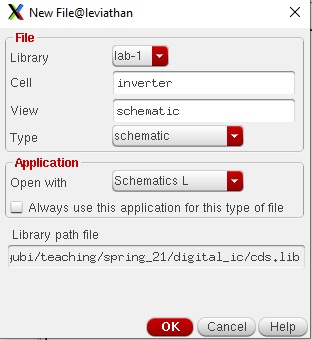 New File@leviathan
File
Library lab-1
Cell inverter
View schematic
Type schematic
Application
Open with Schematics L
Always use this application for this type of file
Library path file
ubi/teaching/spring_21/digital_ic/cds.lib
OK Cancel Help